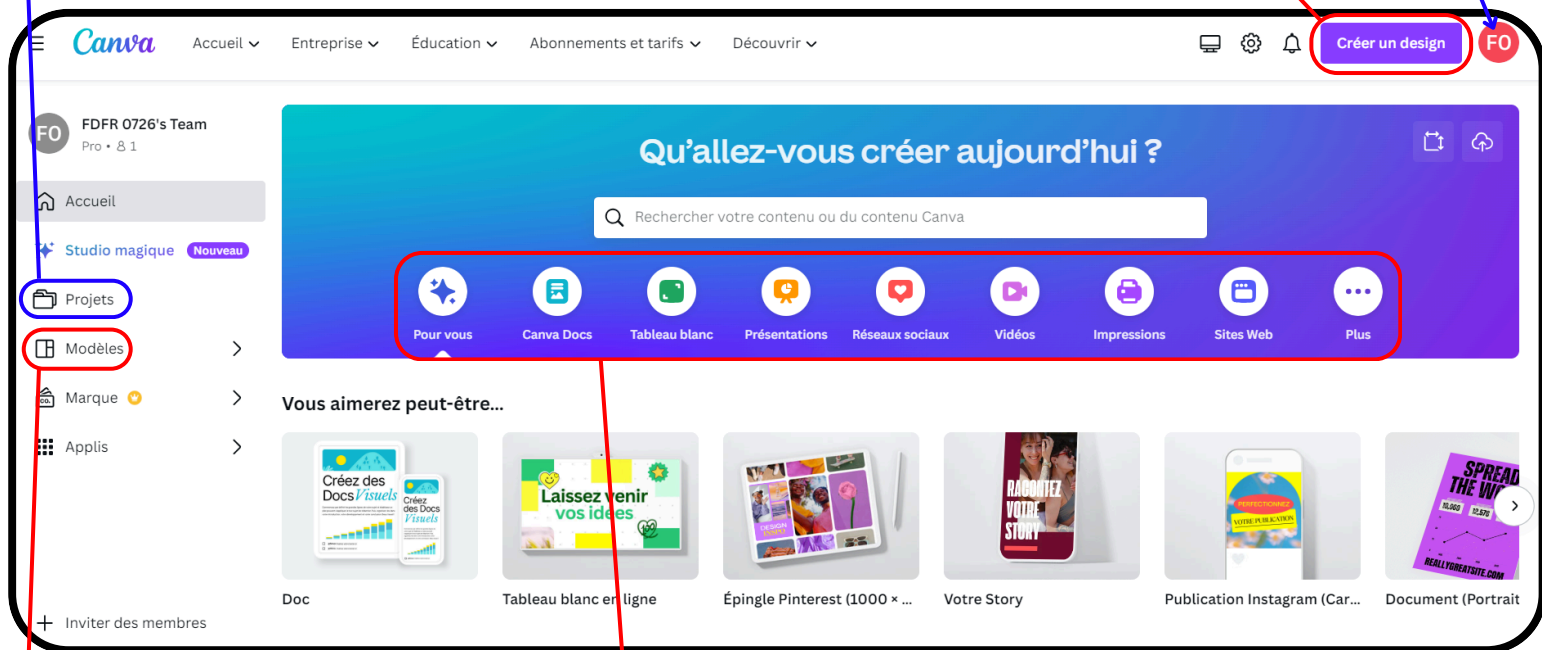 Canva
Accueil
Entreprise
Éducation
Abonnements et tarifs
Découvrir
Créer un design
FO
FO
FDFR 0726's Team
Pro • 1
Accueil
Studio magique
Nouveau
Projets
Modèles
Marque
Applis
Inviter des membres
Qu'allez-vous créer aujourd'hui ?
Rechercher votre contenu ou du contenu Canva
Pour vous
Canva Docs
Tableau blanc
Présentations
Réseaux sociaux
Vidéos
Impressions
Sites Web
Plus
Vous aimerez peut-être...
Créez des
Docs Visuels
Créez
des Docs
Visuels
Laissez venir
vos idées
DESIGN
RACONTEZ
VOTRE
STORY
PERFECTIONNEZ
VOTRE PUBLICATION
SPREAD
THE
10,000
12,570
REALLYGREATSITE.COM
Doc
Tableau blanc en ligne
Épingle Pinterest (1000 × ...
Votre Story
Publication Instagram (Car...
Document (Portrait